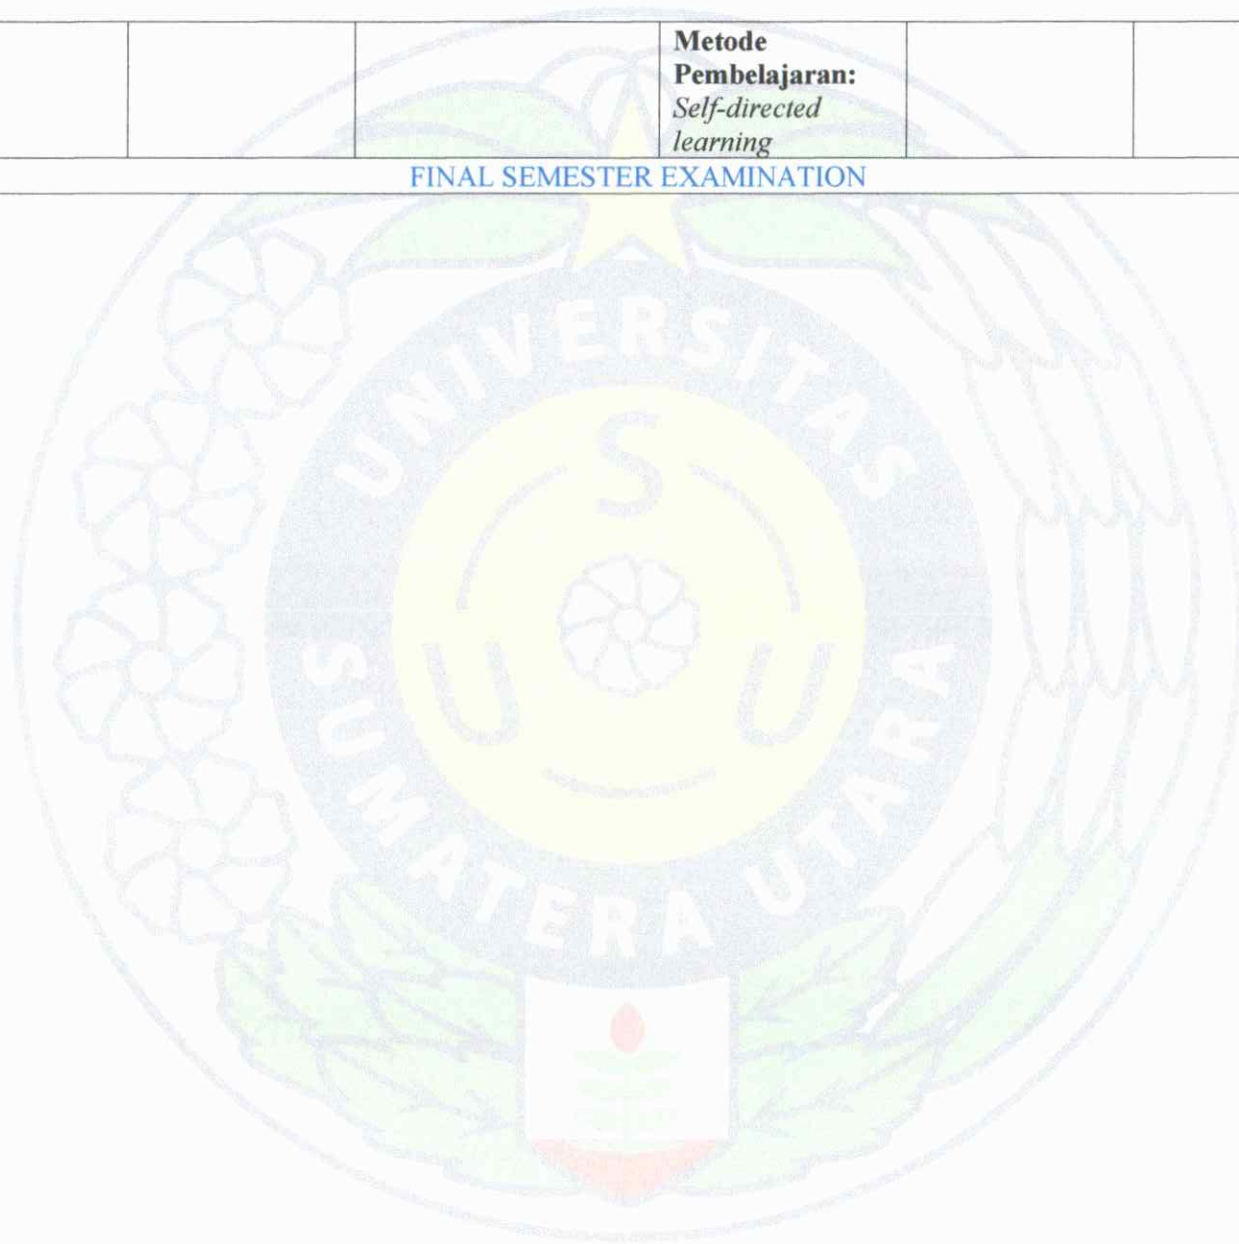 Metode
Pembelajaran:
Self-directed
learning
FINAL SEMESTER EXAMINATION
UNIVERSITAS
S
U U
SUMATERA UTARA